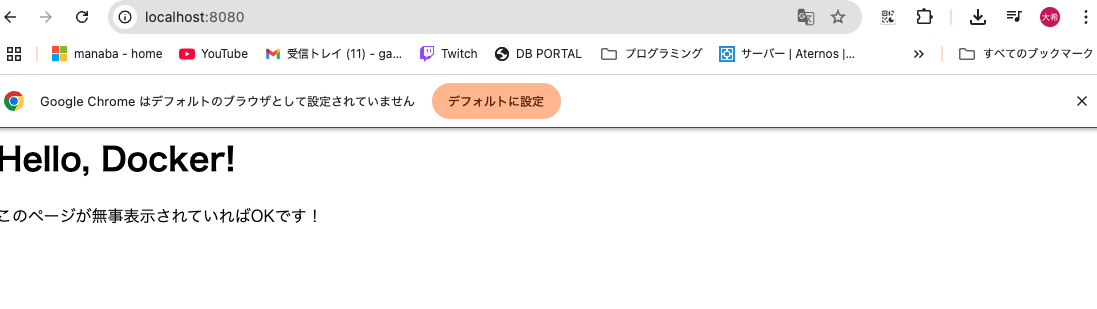 localhost:8080
大希
manaba - home YouTube 受信トレイ (11) - ga... Twitch DB PORTAL プログラミング サーバー | Aternos |... » すべてのブックマーク
Google Chrome はデフォルトのブラウザとして設定されていません デフォルトに設定
Hello, Docker!
このページが無事表示されていればOKです！